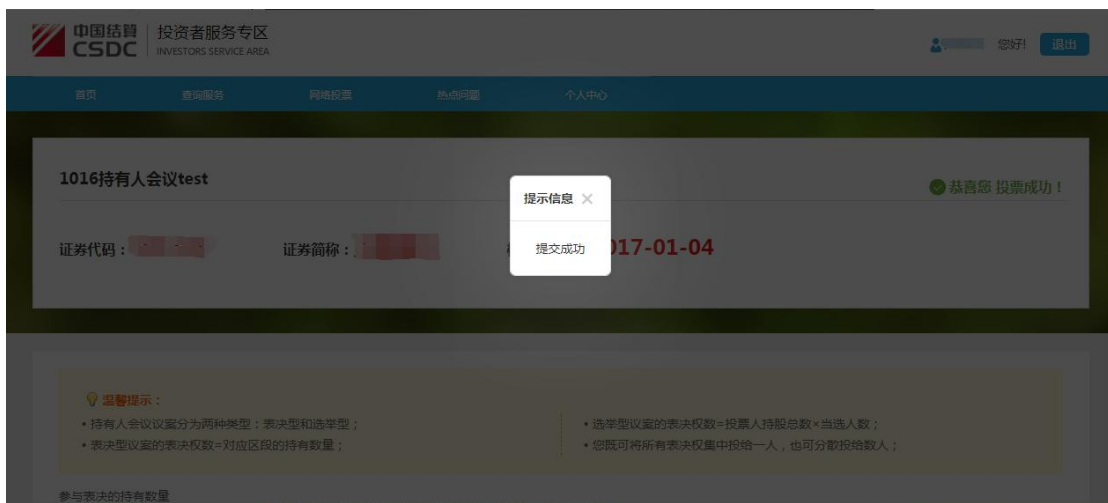 中国结算
CSDC
投资者服务专区
INVESTORS SERVICE AREA
您好! 退出
首页 查询服务 网络投票 热点问题 个人中心
1016持有人会议test
恭喜您 投票成功！
提示信息 ×
提交成功
证券代码： 证券简称： 017-01-04
温馨提示：
• 持有人会议议案分为两种类型：表决型和选举型；
• 表决型议案的表决权数=对应区段的持有数量；
• 选举型议案的表决权数=投票人持股总数×当选人数；
• 您既可将所有表决权集中投给一人，也可分散投给数人；
参与表决的持有数量